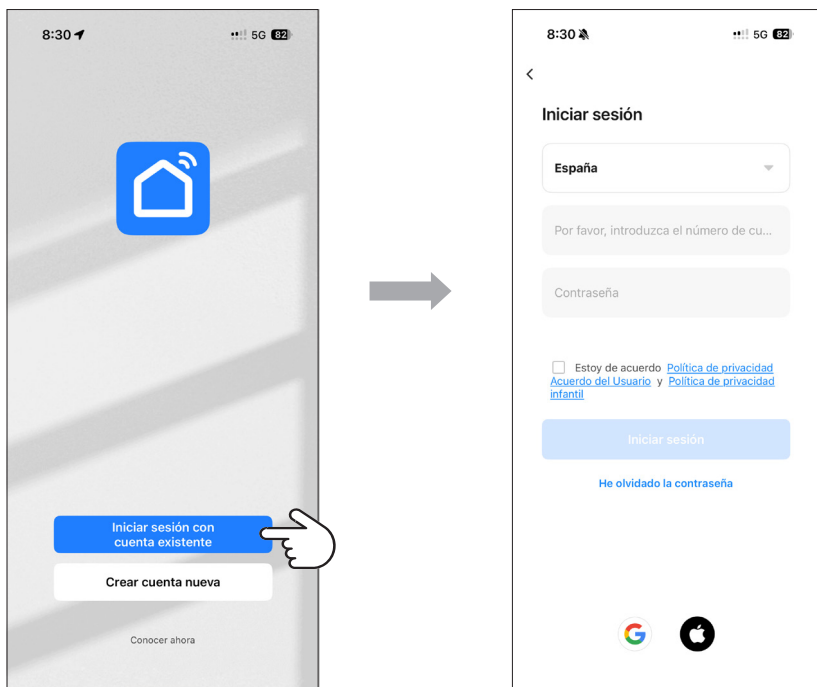 8:30
5G 82
Iniciar sesión con
cuenta existente
Crear cuenta nueva
Conocer ahora
8:30
5G 82
Iniciar sesión
España
Por favor, introduzca el número de cu...
Contraseña
Estoy de acuerdo Política de privacidad
Acuerdo del Usuario y Política de privacidad
infantil
Iniciar sesión
He olvidado la contraseña
G